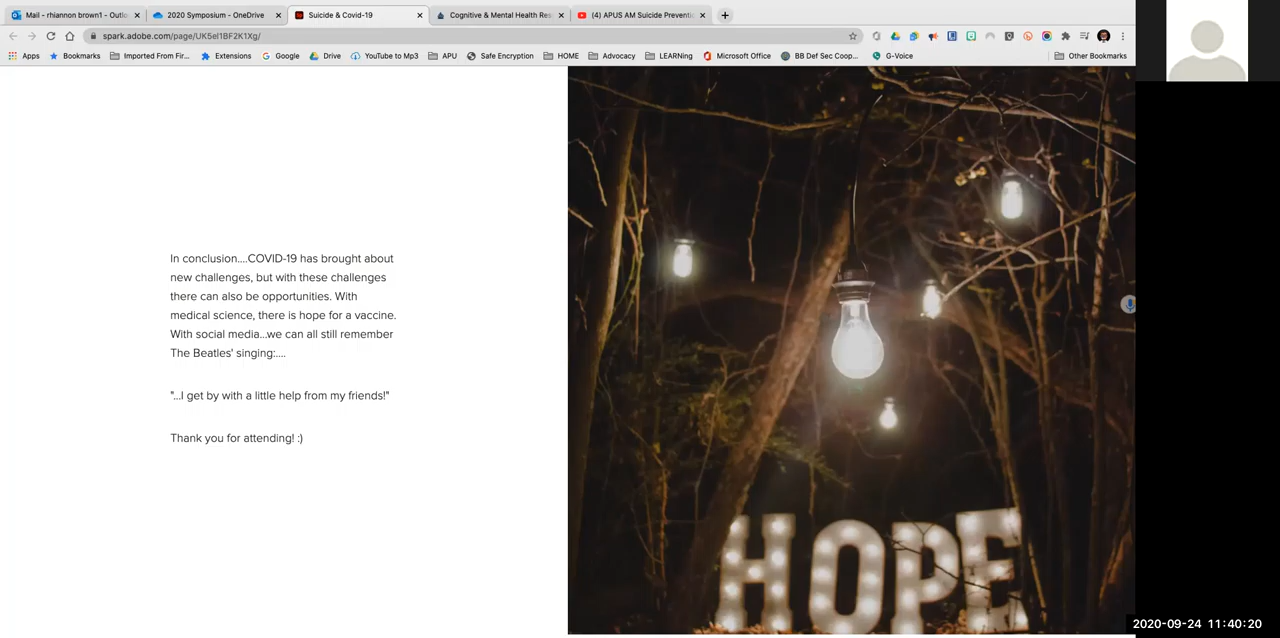 Mail - rhiannon brown1 - Outlo
2020 Symposium - OneDrive
Suicide & Covid-19
Cognitive & Mental Health Res
(4) APUS AM Suicide Preventi
spark.adobe.com/page/UK5eI1BF2K1Xg/
Apps
Bookmarks
Imported From Fir...
Extensions
Google
Drive
YouTube to Mp3
APU
Safe Encryption
HOME
Advocacy
LEARNing
Microsoft Office
BB Def Sec Coop...
G-Voice
Other Bookmarks
In conclusion....COVID-19 has brought about
new challenges, but with these challenges
there can also be opportunities. With
medical science, there is hope for a vaccine.
With social media...we can all still remember
The Beatles' singing:....
"...I get by with a little help from my friends!"
Thank you for attending! :)
HOPE
2020-09-24 11:40:20